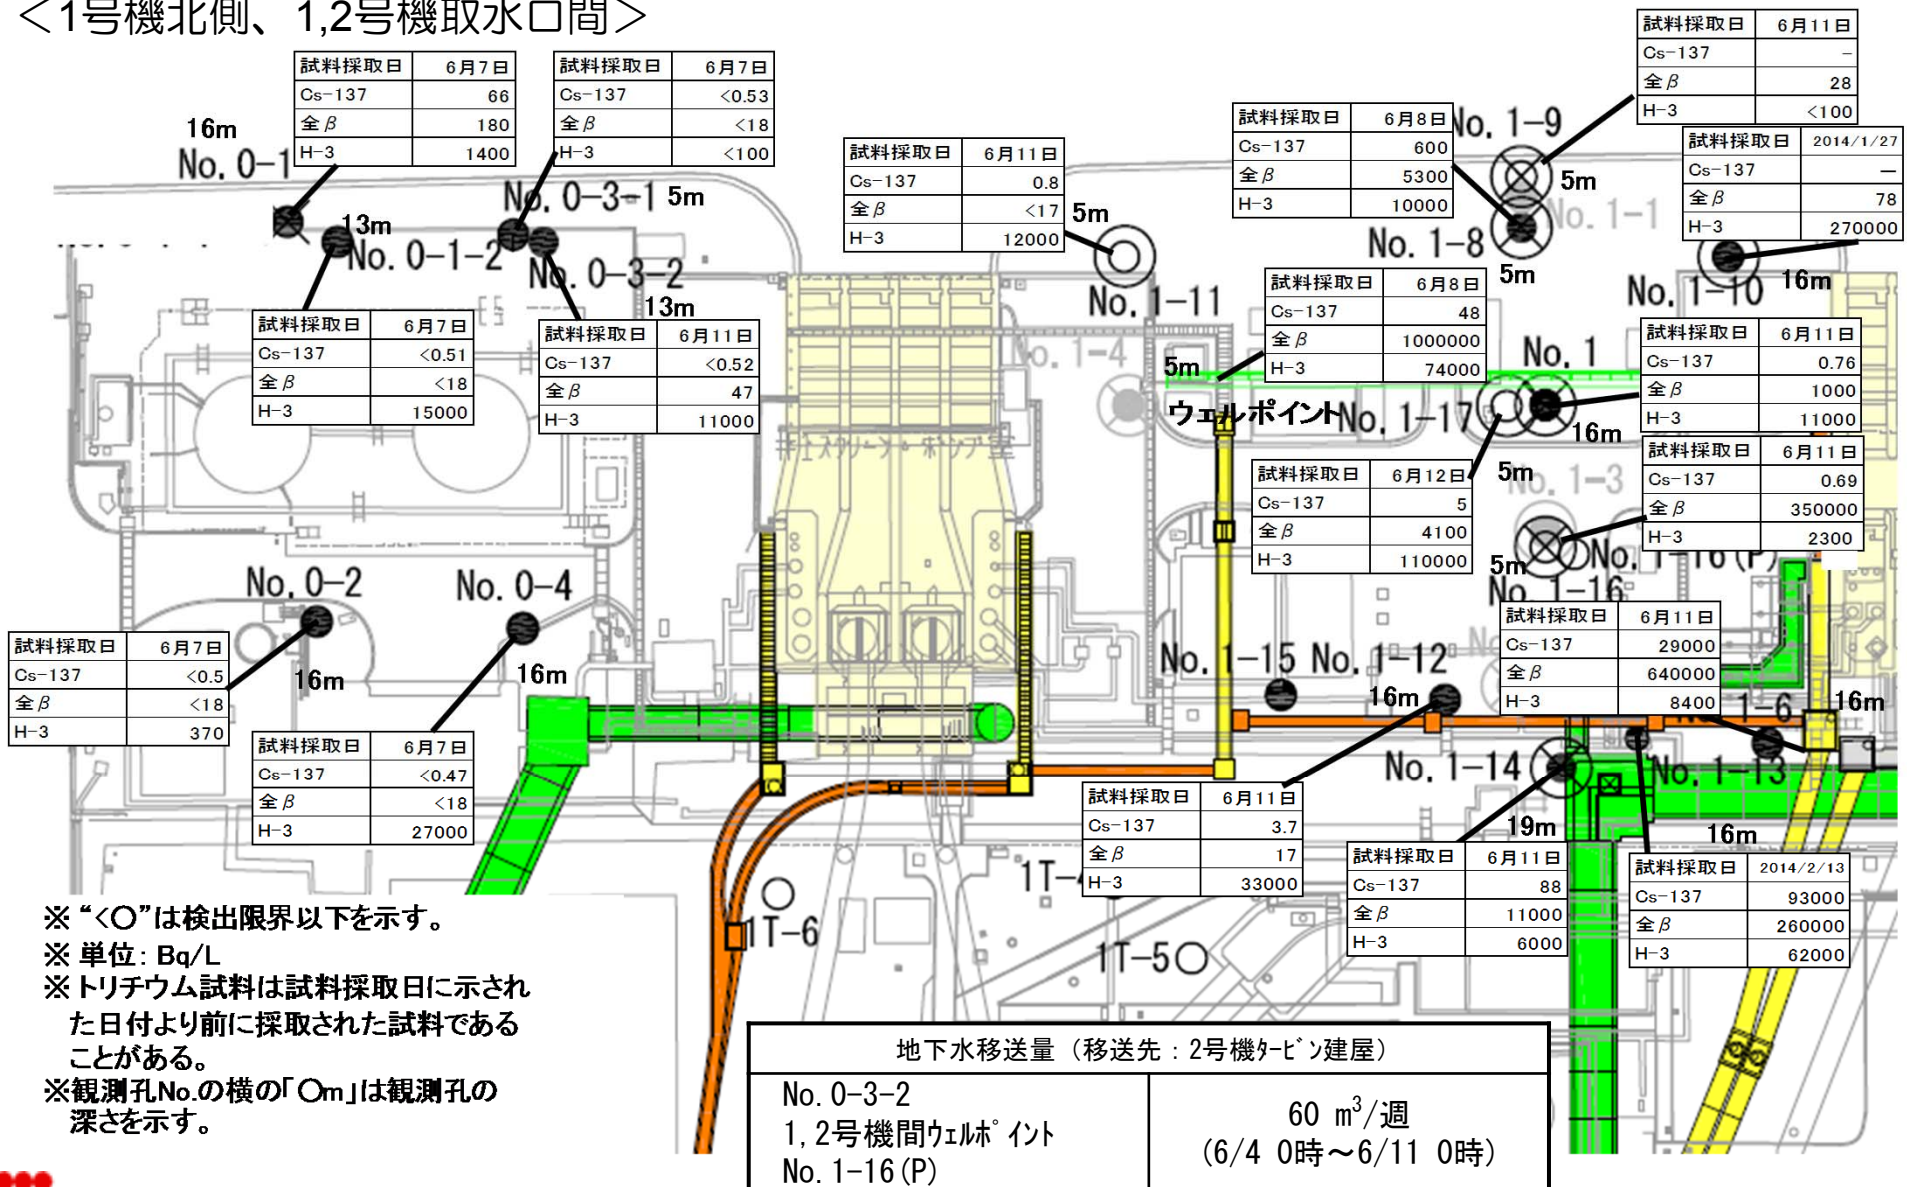 ＜1号機北側、1,2号機取水口間＞
試料採取日 6月7日
Cs-137 66
全β 180
H-3 1400
16m
No. 0-1
試料採取日 6月7日
Cs-137 <0.53
全β <18
H-3 <100
No. 0-3-1 5m
13m
No. 0-1-2
No. 0-3-2
13m
試料採取日 6月7日
Cs-137 <0.51
全β <18
H-3 15000
試料採取日 6月11日
Cs-137 <0.52
全β 47
H-3 11000
試料採取日 6月11日
Cs-137 0.8
全β <17
H-3 12000
5m
No. 1-11
試料採取日 6月8日
Cs-137 600
全β 5300
H-3 10000
No. 1-9
5m
試料採取日 6月11日
Cs-137 -
全β 28
H-3 <100
No. 1-1
No. 1-8
5m
試料採取日 2014/1/27
Cs-137 —
全β 78
H-3 270000
No. 1-10 16m
試料採取日 6月8日
Cs-137 48
全β 1000000
H-3 74000
5m
ウェルポイント
No. 1-4
No. 1
16m
試料採取日 6月11日
Cs-137 0.76
全β 1000
H-3 11000
No. 1-17
5m
試料採取日 6月12日
Cs-137 5
全β 4100
H-3 110000
No. 1-3
試料採取日 6月11日
Cs-137 0.69
全β 350000
H-3 2300
No. 1-16(P)
5m
No. 1-16
No. 0-2
16m
No. 0-4
16m
試料採取日 6月7日
Cs-137 <0.5
全β <18
H-3 370
試料採取日 6月7日
Cs-137 <0.47
全β <18
H-3 27000
No. 1-15 No. 1-12
16m
試料採取日 6月11日
Cs-137 29000
全β 640000
H-3 8400
1-6 16m
No. 1-14
19m
No. 1-13
16m
試料採取日 6月11日
Cs-137 3.7
全β 17
H-3 33000
試料採取日 6月11日
Cs-137 88
全β 11000
H-3 6000
試料採取日 2014/2/13
Cs-137 93000
全β 260000
H-3 62000
1T-6
1T-5
※ “<○”は検出限界以下を示す。
※ 単位: Bq/L
※ トリチウム試料は試料採取日に示され
た日付より前に採取された試料である
ことがある。
※観測孔No.の横の「○m」は観測孔の
深さを示す。
地下水移送量（移送先：2号機ﾀｰﾋﾞﾝ建屋）
No. 0-3-2
1, 2号機間ｳｪﾙﾎﾟｲﾝﾄ
No. 1-16(P)
60 m³/週
(6/4 0時～6/11 0時)